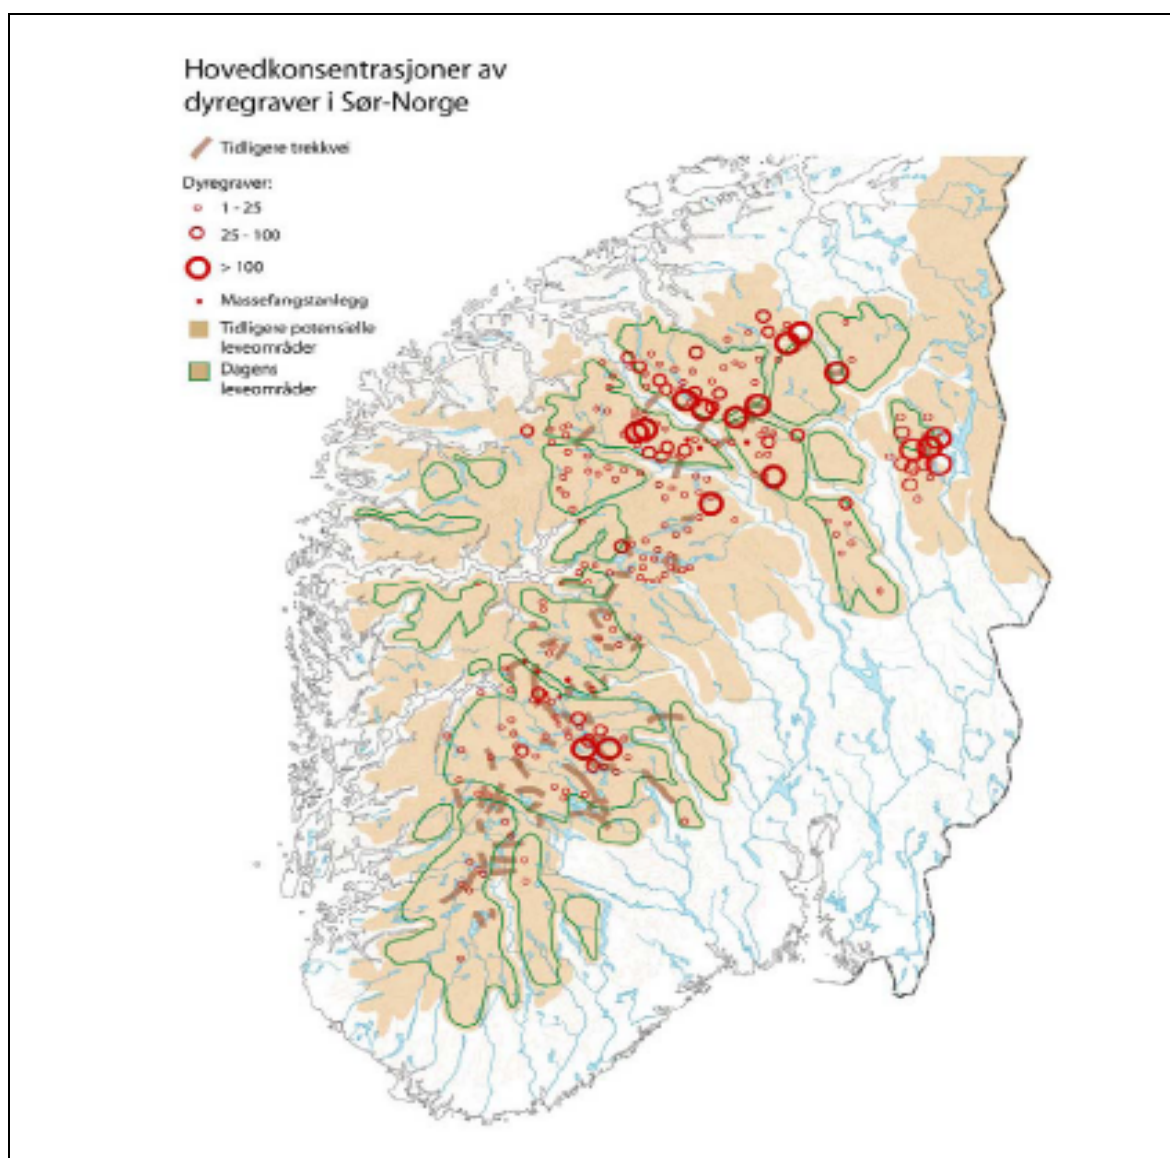 Hovedkonsentrasjoner av
dyregraver i Sør-Norge
Tidligere trekkvei
Dyregraver:
1 - 25
25 - 100
> 100
Massefangstanlegg
Tidligere potensielle
leveområder
Dagens
leveområder